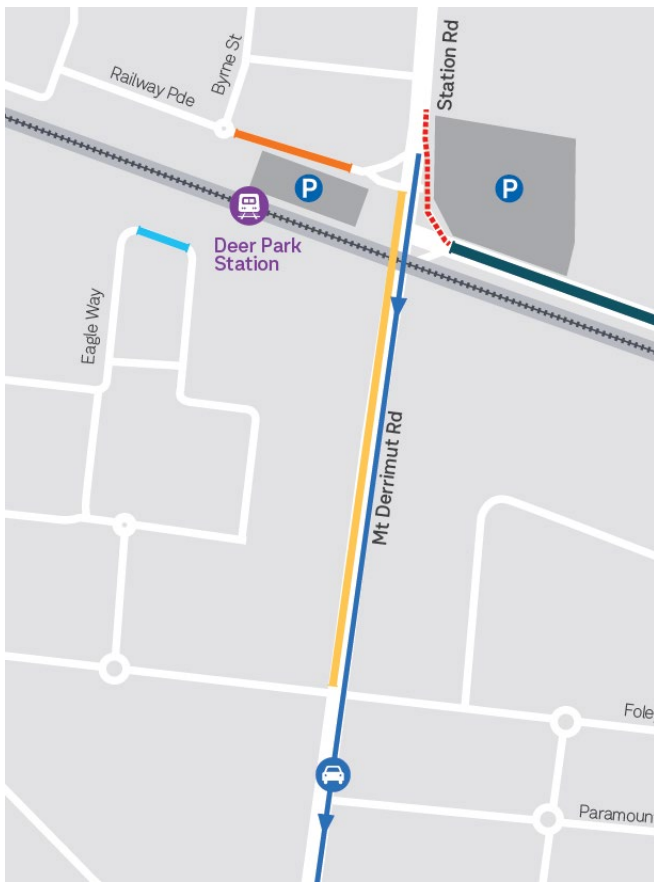 Station Rd
Byrne St
Railway Pde
P
P
Deer Park
Station
Eagle Way
Mt Derrimut Rd
Fole
Paramoun